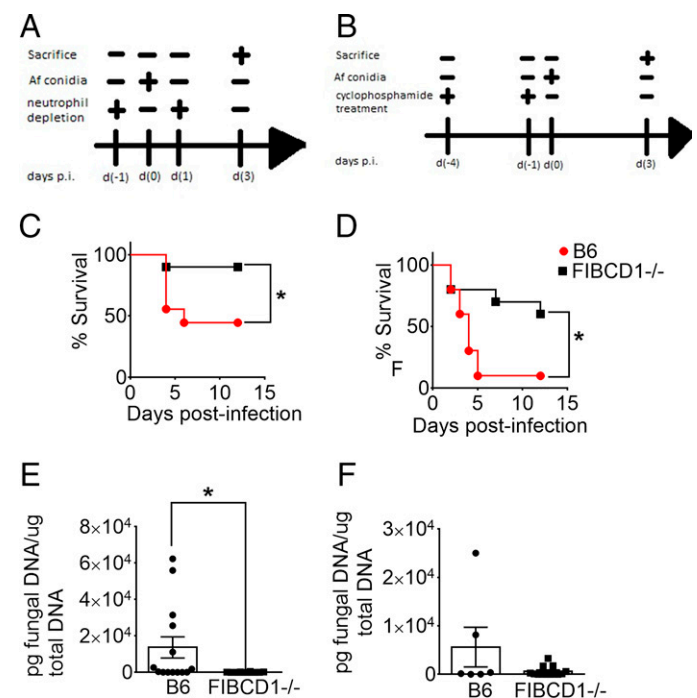 A
Sacrifice
Af conidia
neutrophil
depletion
days p.i.
d(-1) d(0) d(1) d(3)
B
Sacrifice
Af conidia
cyclophosphamide
treatment
days p.i.
d(-4) d(-1) d(0) d(3)
C
% Survival
100
50
0
0 5 10 15
Days post-infection
*
D
B6
FIBCD1-/-
% Survival
100
50
0
F
0 5 10 15
Days post-infection
*
E
pg fungal DNA/ug
total DNA
8×10⁴
6×10⁴
4×10⁴
2×10⁴
0
*
B6 FIBCD1-/-
F
pg fungal DNA/ug
total DNA
3×10⁴
2×10⁴
1×10⁴
0
B6 FIBCD1-/-